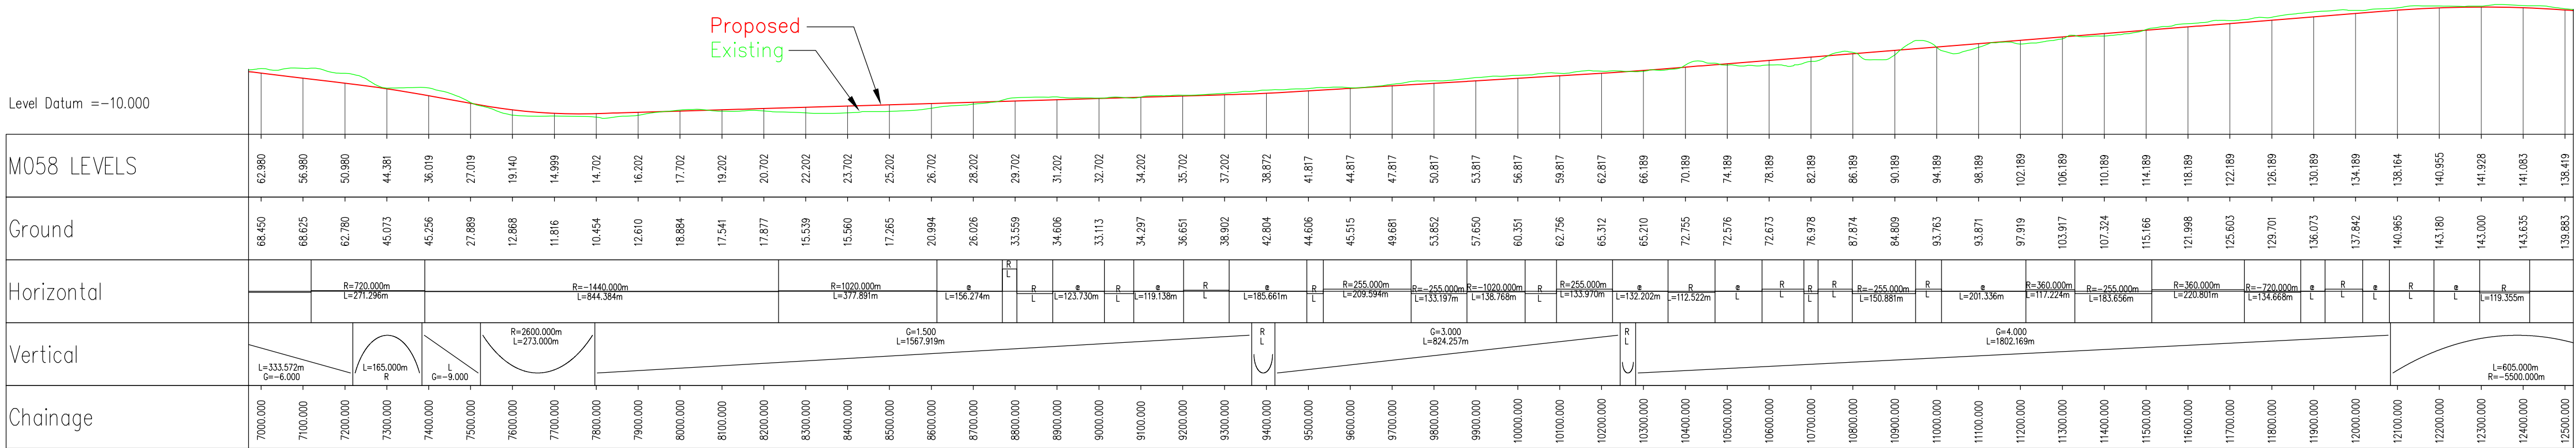 Proposed
Existing
Level Datum =-10.000
M058 LEVELS 62.980 56.980 50.980 44.381 36.019 27.019 19.140 14.999 14.702 16.202 17.702 19.202 20.702 22.202 23.702 25.202 26.702 28.202 29.702 31.202 32.702 34.202 35.702 37.202 38.872 41.817 44.817 47.817 50.817 53.817 56.817 59.817 62.817 66.189 70.189 74.189 78.189 82.189 86.189 90.189 94.189 98.189 102.189 106.189 110.189 114.189 118.189 122.189 126.189 130.189 134.189 138.164 140.955 141.928 141.083 138.419
Ground 68.450 68.625 62.780 45.073 45.256 27.889 12.868 11.816 10.454 12.610 18.884 17.541 17.877 15.539 15.560 17.265 20.994 26.026 33.559 34.606 33.113 34.297 36.651 38.902 42.804 44.606 45.515 49.681 53.852 57.650 60.351 62.756 65.312 65.210 72.755 72.576 72.673 76.978 87.874 84.809 93.763 93.871 97.919 103.917 107.324 115.166 121.998 125.603 129.701 136.073 137.842 140.965 143.180 143.000 143.635 139.883
Horizontal
R=720.000m R=-1440.000m R=1020.000m @ R @ R @ R @ R R=255.000m R=-255.000m R=-1020.000m R R=255.000m @ R @ R R R R=-255.000m R @ R=360.000m R=-255.000m R=360.000m R=-720.000m @ R @ R @ R
L=271.296m L=844.384m L=377.891m L=156.274m L L L=123.730m L L=119.138m L L=185.661m L L=209.594m L=133.197m L=138.768m L L=133.970m L=132.202m L=112.522m L L L L L=150.881m L L=201.336m L=117.224m L=183.656m L=220.801m L=134.668m L L L L L L=119.355m
Vertical
L=333.572m
G=-6.000
L=165.000m
R
L
G=-9.000
R=2600.000m
L=273.000m
G=1.500
L=1567.919m
R
L
G=3.000
L=824.257m
R
L
G=4.000
L=1802.169m
L=605.000m
R=-5500.000m
Chainage 7000.000 7100.000 7200.000 7300.000 7400.000 7500.000 7600.000 7700.000 7800.000 7900.000 8000.000 8100.000 8200.000 8300.000 8400.000 8500.000 8600.000 8700.000 8800.000 8900.000 9000.000 9100.000 9200.000 9300.000 9400.000 9500.000 9600.000 9700.000 9800.000 9900.000 10000.000 10100.000 10200.000 10300.000 10400.000 10500.000 10600.000 10700.000 10800.000 10900.000 11000.000 11100.000 11200.000 11300.000 11400.000 11500.000 11600.000 11700.000 11800.000 11900.000 12000.000 12100.000 12200.000 12300.000 12400.000 12500.000